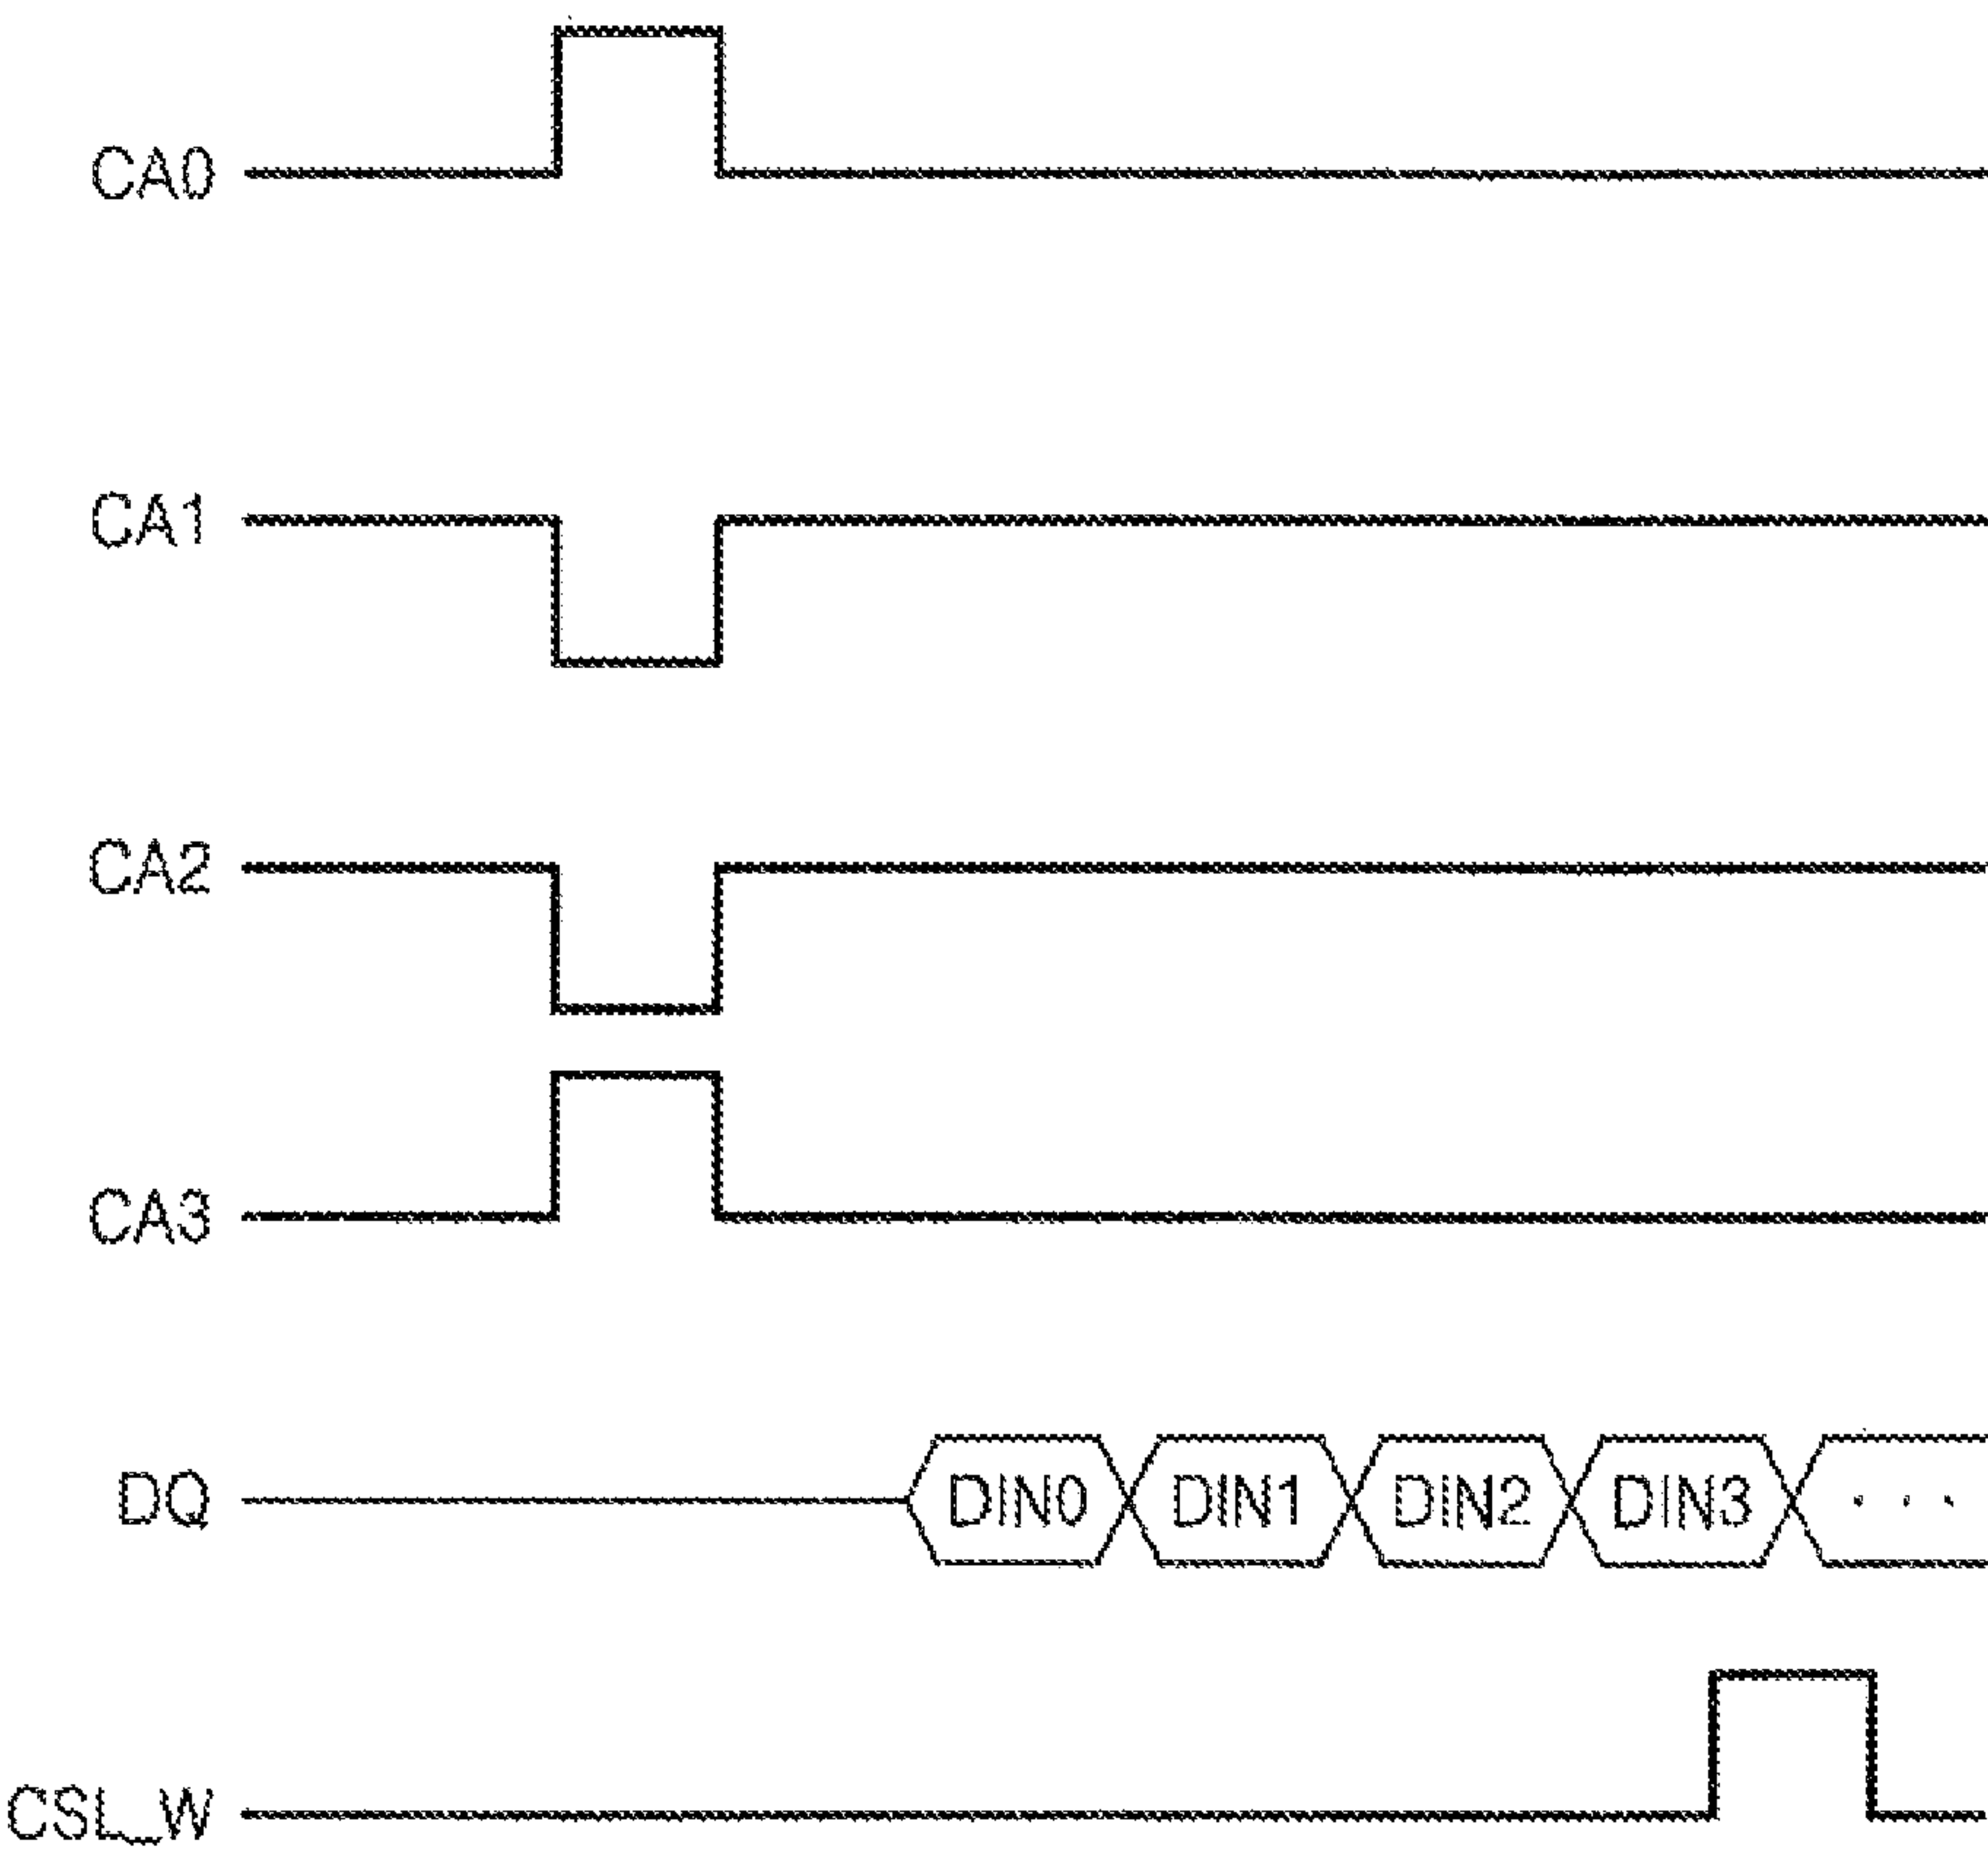 CA0
CA1
CA2
CA3
DQ DIN0 DIN1 DIN2 DIN3 ...
CSL_W